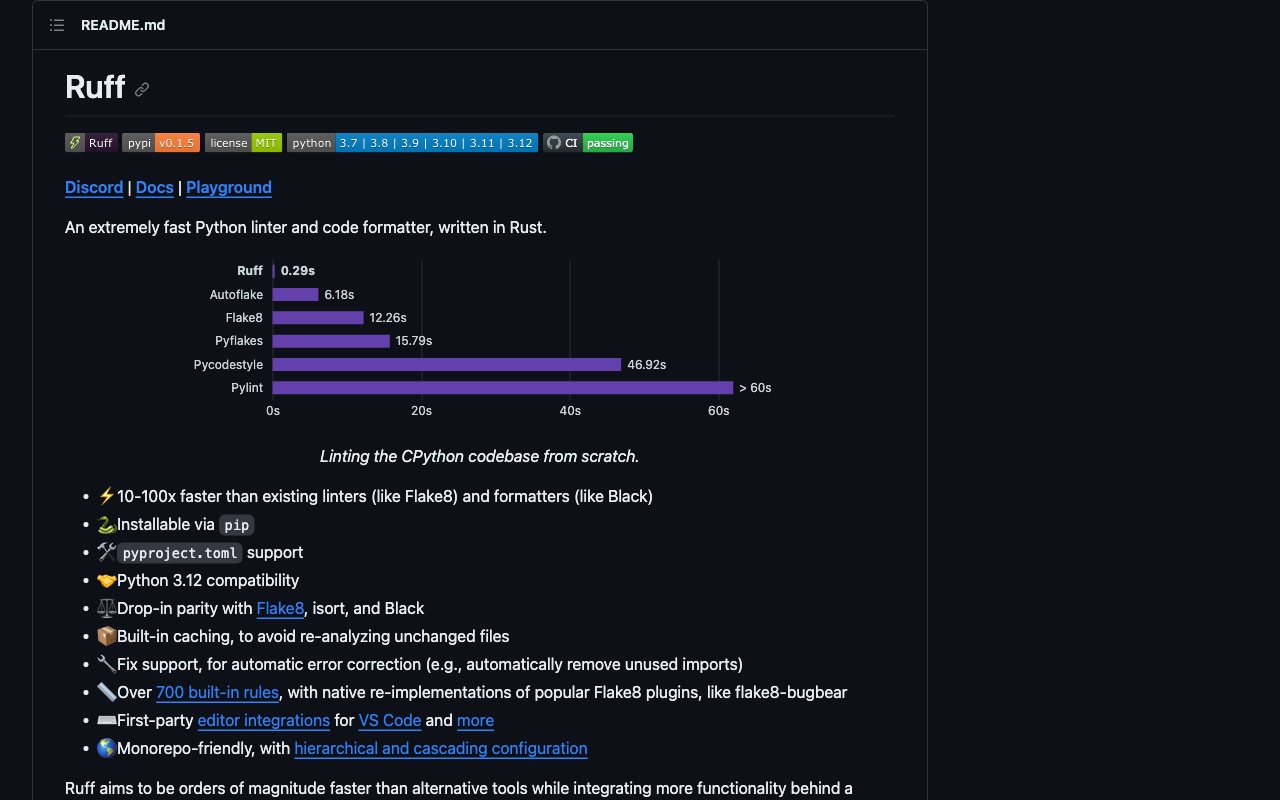 README.md
Ruff
Ruff pypi v0.1.5 license MIT python 3.7 | 3.8 | 3.9 | 3.10 | 3.11 | 3.12 CI passing
Discord | Docs | Playground
An extremely fast Python linter and code formatter, written in Rust.
Ruff 0.29s
Autoflake 6.18s
Flake8 12.26s
Pyflakes 15.79s
Pycodestyle 46.92s
Pylint > 60s
0s 20s 40s 60s
Linting the CPython codebase from scratch.
• ⚡10-100x faster than existing linters (like Flake8) and formatters (like Black)
• 🐍Installable via pip
• 🛠️pyproject.toml support
• 🤝Python 3.12 compatibility
• ⚖️Drop-in parity with Flake8, isort, and Black
• 📦Built-in caching, to avoid re-analyzing unchanged files
• 🔧Fix support, for automatic error correction (e.g., automatically remove unused imports)
• 📏Over 700 built-in rules, with native re-implementations of popular Flake8 plugins, like flake8-bugbear
• ⌨️First-party editor integrations for VS Code and more
• 🌎Monorepo-friendly, with hierarchical and cascading configuration
Ruff aims to be orders of magnitude faster than alternative tools while integrating more functionality behind a